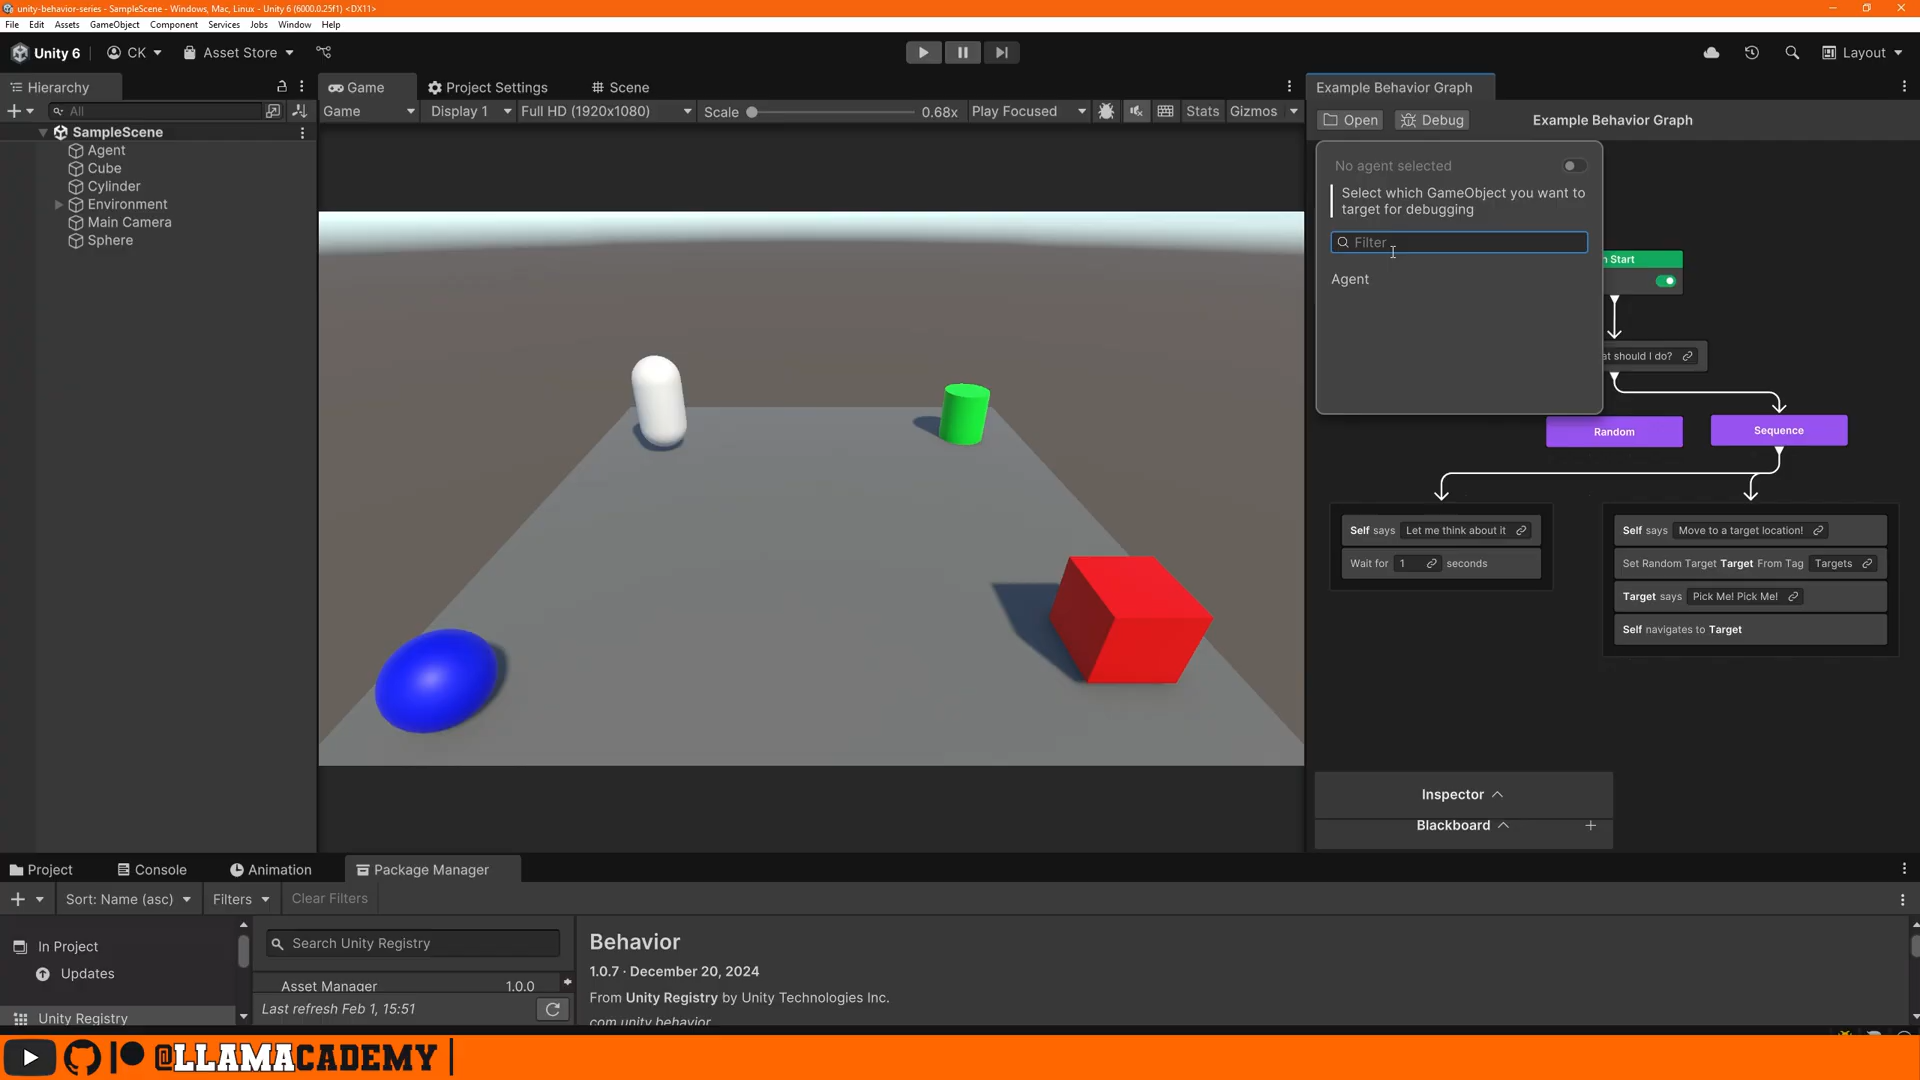 unity-behavior-series - SampleScene - Windows, Mac, Linux - Unity 6 (6000.0.25f1) <DX11>
File Edit Assets GameObject Component Services Jobs Window Help
Unity 6 CK Asset Store Layout
Hierarchy
All
SampleScene
Agent
Cube
Cylinder
Environment
Main Camera
Sphere
Game Project Settings Scene
Game Display 1 Full HD (1920x1080) Scale 0.68x Play Focused Stats Gizmos
Example Behavior Graph
Open Debug Example Behavior Graph
No agent selected
Select which GameObject you want to
target for debugging
Filter
Agent
n Start
at should I do?
Random
Sequence
Self says Let me think about it
Wait for 1 seconds
Self says Move to a target location!
Set Random Target Target From Tag Targets
Target says Pick Me! Pick Me!
Self navigates to Target
Inspector
Blackboard
Project Console Animation Package Manager
Sort: Name (asc) Filters Clear Filters
In Project
Updates
Unity Registry
Search Unity Registry
Asset Manager 1.0.0
Last refresh Feb 1, 15:51
Behavior
1.0.7 · December 20, 2024
From Unity Registry by Unity Technologies Inc.
com.unity.behavior
@LLAMACADEMY